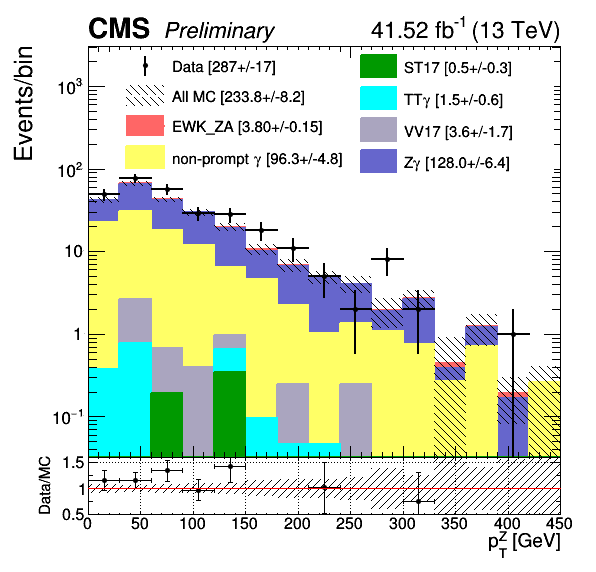 CMS Preliminary 41.52 fb⁻¹ (13 TeV)
Events/bin
Data [287+/-17]
All MC [233.8+/-8.2]
EWK_ZA [3.80+/-0.15]
non-prompt γ [96.3+/-4.8]
ST17 [0.5+/-0.3]
TTγ [1.5+/-0.6]
VV17 [3.6+/-1.7]
Zγ [128.0+/-6.4]
10³
10²
10
1
10⁻¹
Data/MC
1.5
1
0.5
0 50 100 150 200 250 300 350 400 450
p_T^Z [GeV]